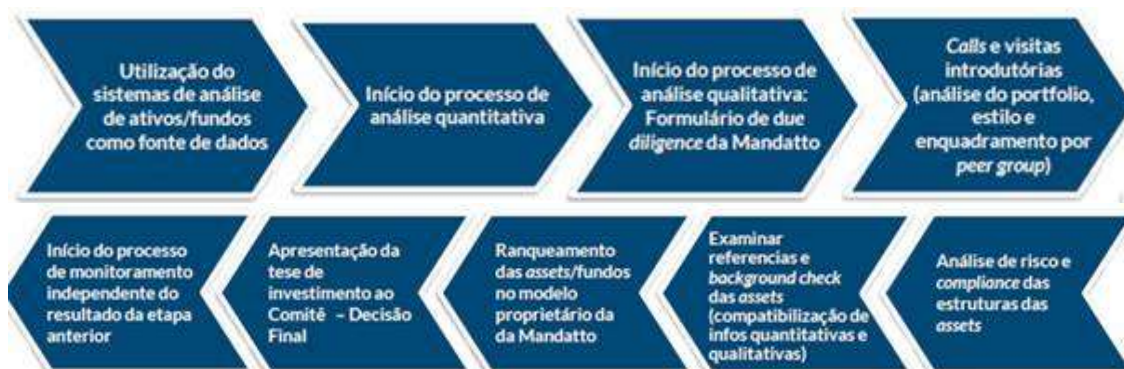 Utilização do
sistemas de análise
de ativos/fundos
como fonte de dados
Início do processo de
análise quantitativa
Início do processo de
análise qualitativa:
Formulário de due
diligence da Mandatto
Calls e visitas
introdutórias
(análise do portfolio,
estilo e
enquadramento por
peer group)
Análise de risco e
compliance das
estruturas das
assets
Examinar
referencias e
background check
das assets
(compatibilização de
infos quantitativas e
qualitativas)
Ranqueamento
das assets/fundos
no modelo
proprietário da
da Mandatto
Apresentação da
tese de
investimento ao
Comitê – Decisão
Final
Início do processo
de monitoramento
independente do
resultado da etapa
anterior